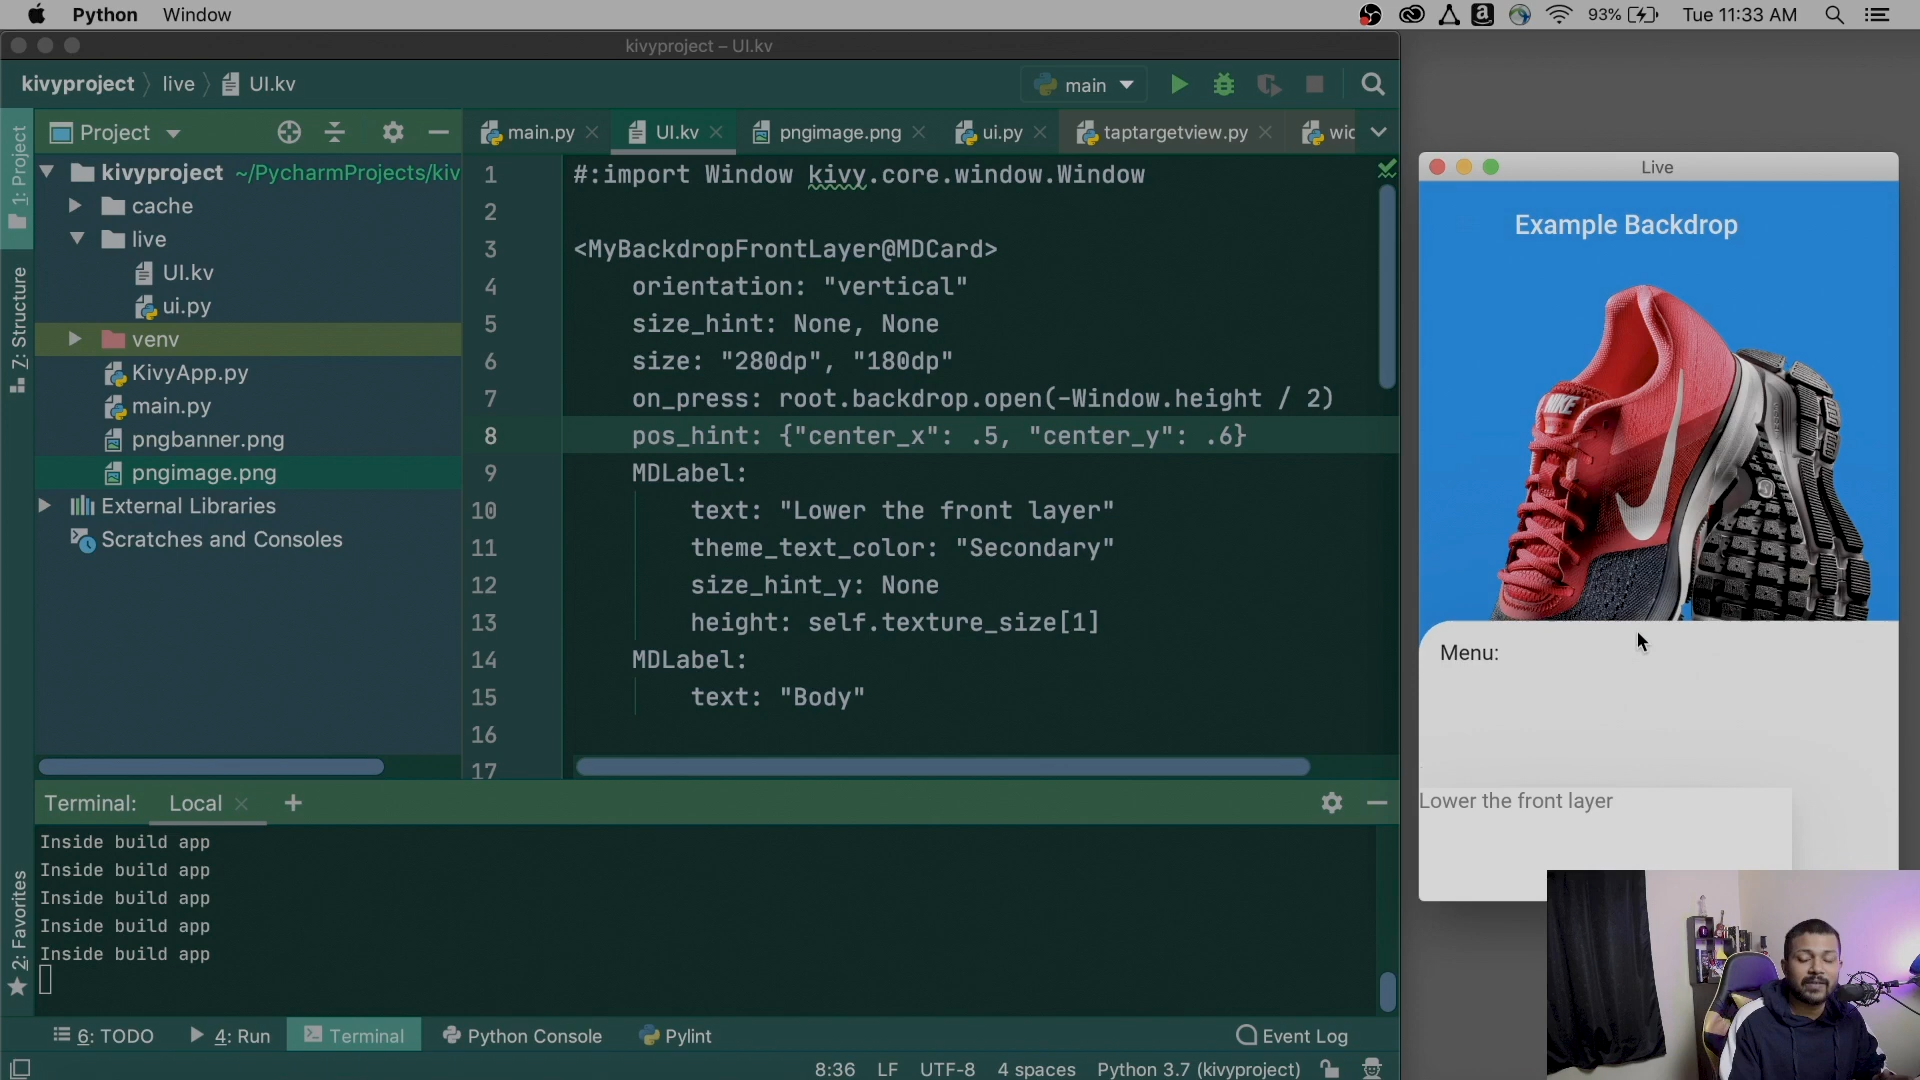 Python Window
93% Tue 11:33 AM
kivyproject – UI.kv
kivyproject live UI.kv
main
1: Project
Z: Structure
2: Favorites
Project
kivyproject ~/PycharmProjects/kiv
cache
live
UI.kv
ui.py
venv
KivyApp.py
main.py
pngbanner.png
pngimage.png
External Libraries
Scratches and Consoles
main.py UI.kv pngimage.png ui.py taptargetview.py wic
1 #:import Window kivy.core.window.Window
2
3 <MyBackdropFrontLayer@MDCard>
4 orientation: "vertical"
5 size_hint: None, None
6 size: "280dp", "180dp"
7 on_press: root.backdrop.open(-Window.height / 2)
8 pos_hint: {"center_x": .5, "center_y": .6}
9 MDLabel:
10 text: "Lower the front layer"
11 theme_text_color: "Secondary"
12 size_hint_y: None
13 height: self.texture_size[1]
14 MDLabel:
15 text: "Body"
16
17
Terminal: Local
Inside build app
Inside build app
Inside build app
Inside build app
Inside build app
6: TODO 4: Run Terminal Python Console Pylint Event Log
8:36 LF UTF-8 4 spaces Python 3.7 (kivyproject)
Live
Example Backdrop
NIKE
Menu:
Lower the front layer